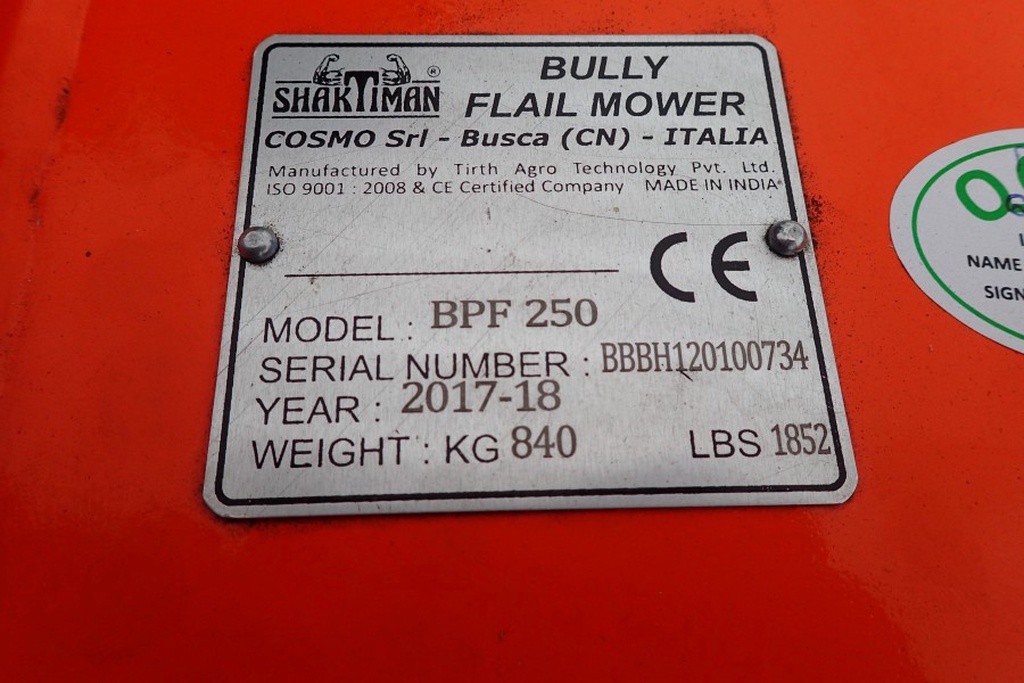 SHAKTIMAN ®
BULLY
FLAIL MOWER
COSMO Srl - Busca (CN) - ITALIA
Manufactured by Tirth Agro Technology Pvt. Ltd.
ISO 9001 : 2008 & CE Certified Company MADE IN INDIA
CE
MODEL : BPF 250
SERIAL NUMBER : BBBH120100734
YEAR : 2017-18
WEIGHT : KG 840 LBS 1852
NAME